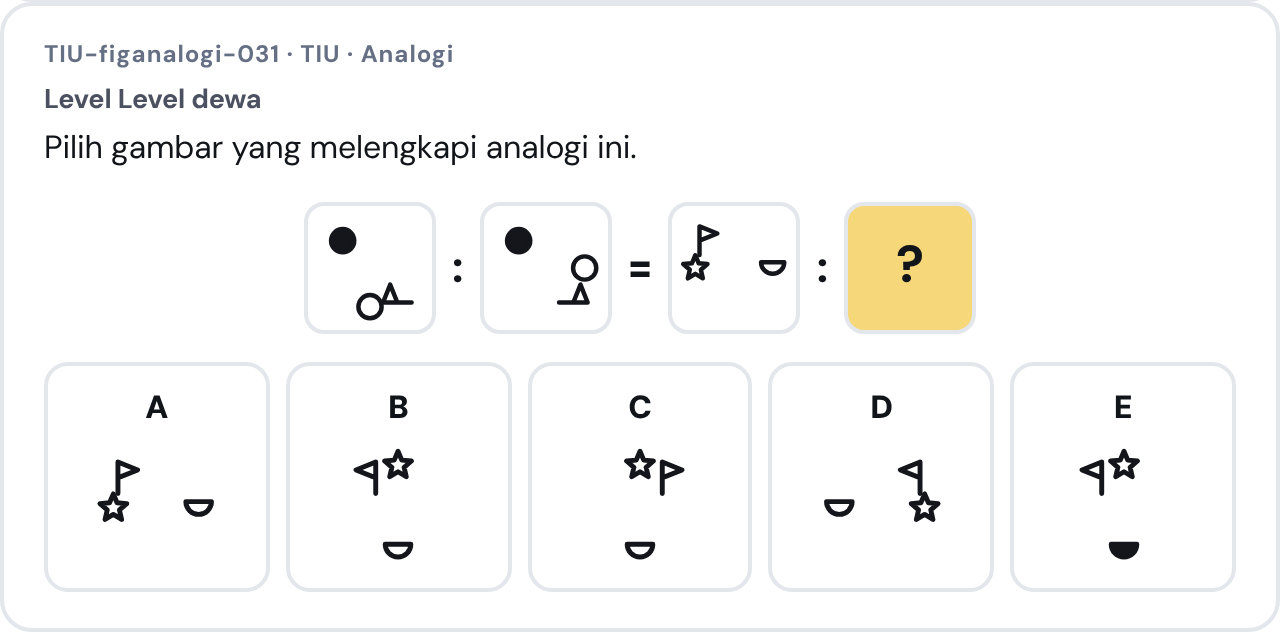 TIU-figanalogi-031 · TIU · Analogi
Level Level dewa
Pilih gambar yang melengkapi analogi ini.
: = : ?
A B C D E